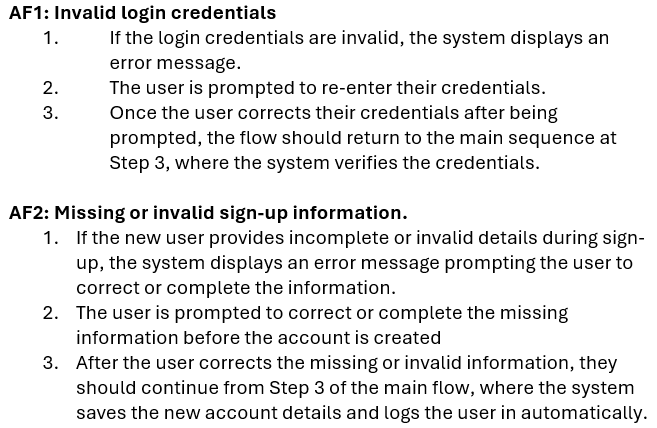 AF1: Invalid login credentials
1. If the login credentials are invalid, the system displays an
error message.
2. The user is prompted to re-enter their credentials.
3. Once the user corrects their credentials after being
prompted, the flow should return to the main sequence at
Step 3, where the system verifies the credentials.
AF2: Missing or invalid sign-up information.
1. If the new user provides incomplete or invalid details during sign-
up, the system displays an error message prompting the user to
correct or complete the information.
2. The user is prompted to correct or complete the missing
information before the account is created
3. After the user corrects the missing or invalid information, they
should continue from Step 3 of the main flow, where the system
saves the new account details and logs the user in automatically.